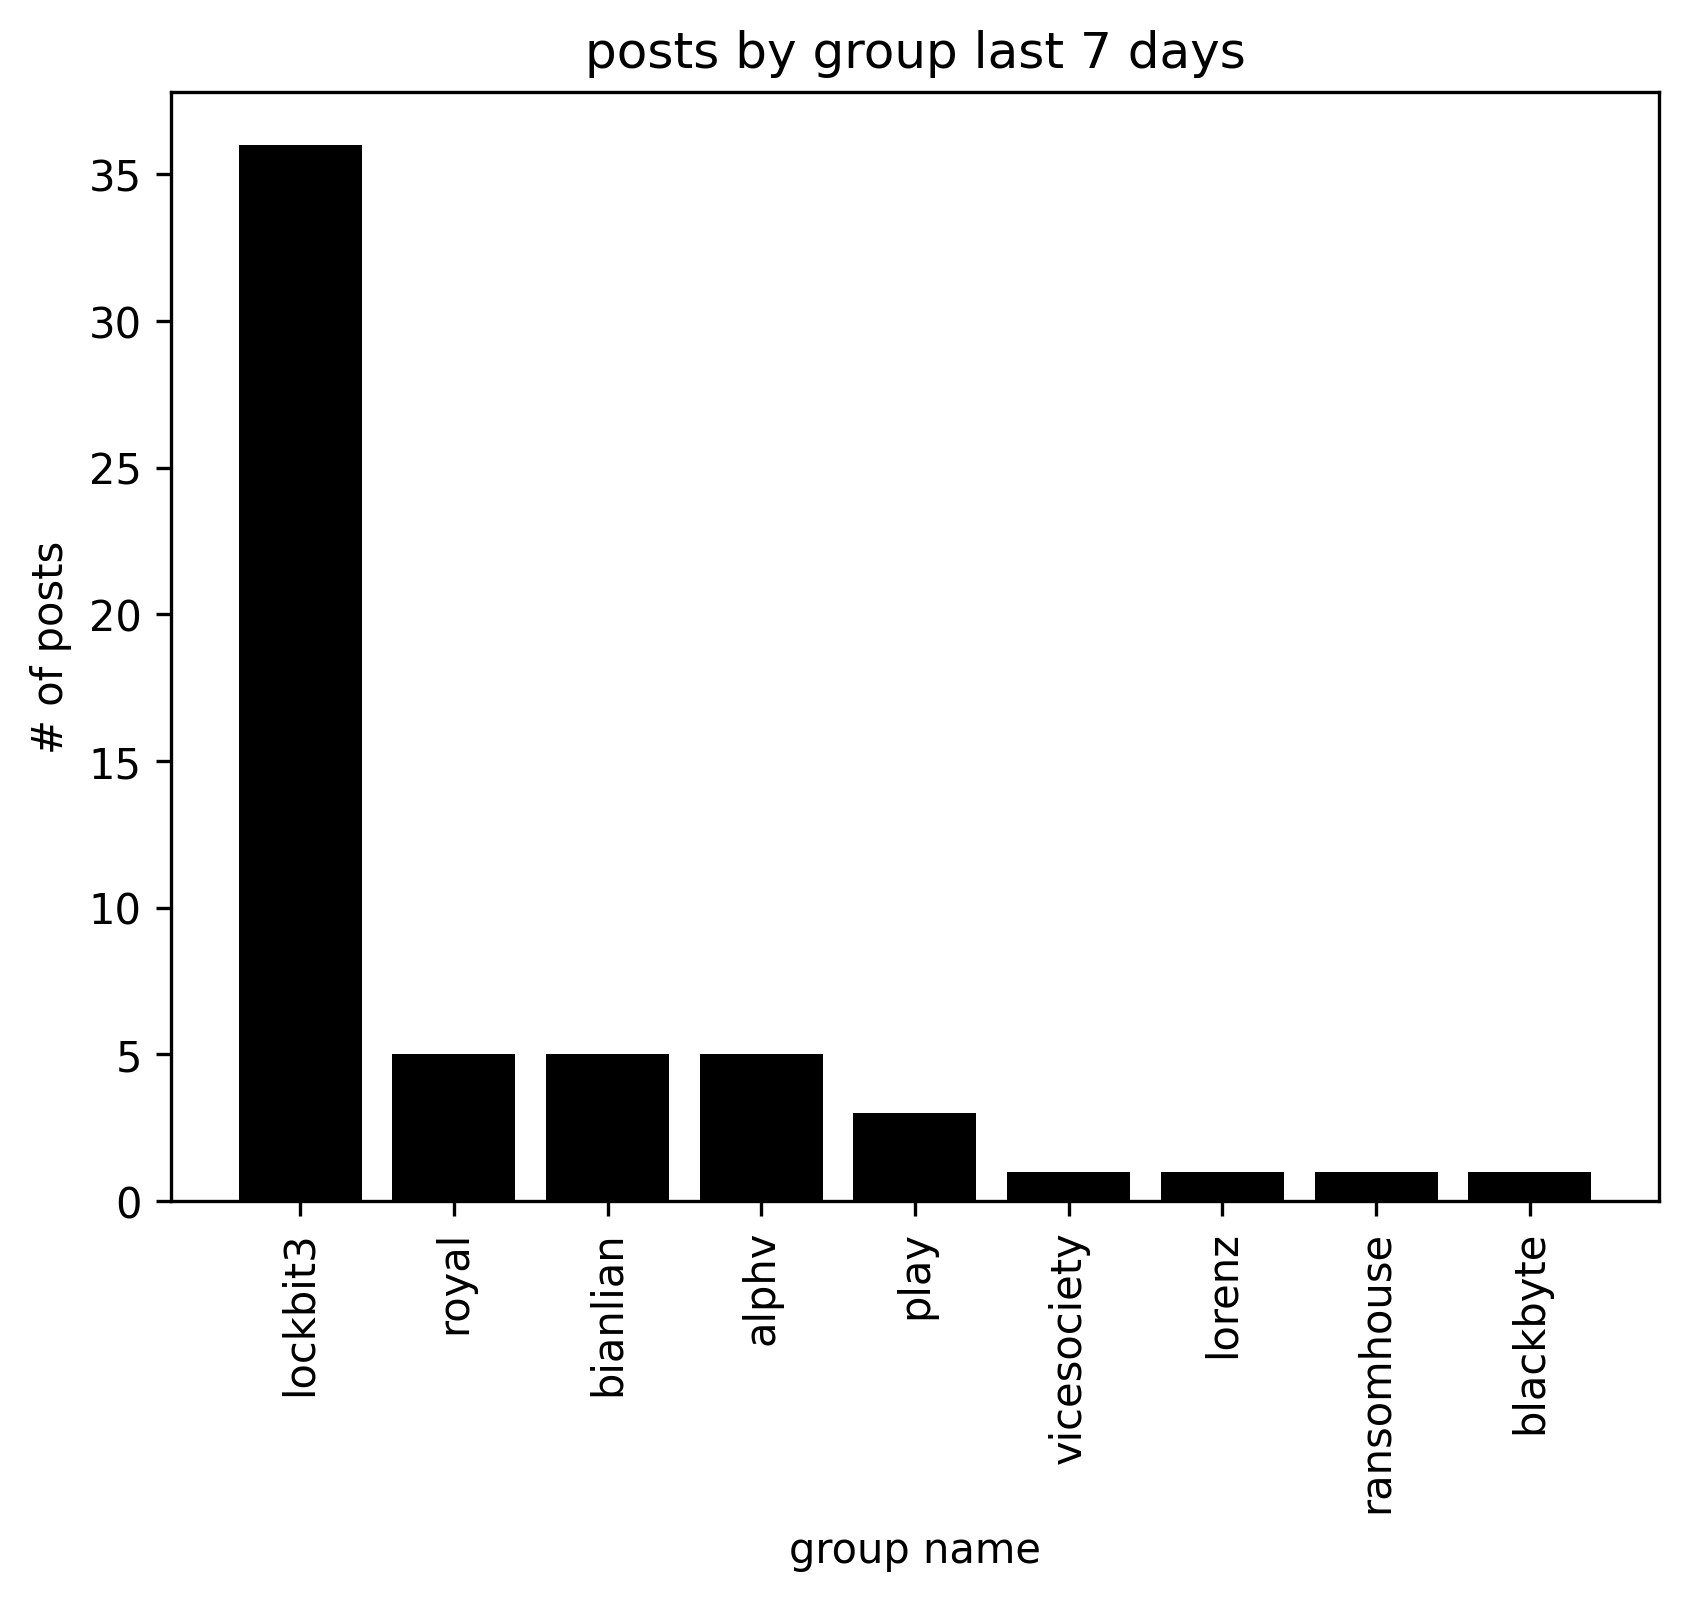 posts by group last 7 days
# of posts
35
30
25
20
15
10
5
0
lockbit3
royal
bianlian
alphv
play
vicesociety
lorenz
ransomhouse
blackbyte
group name